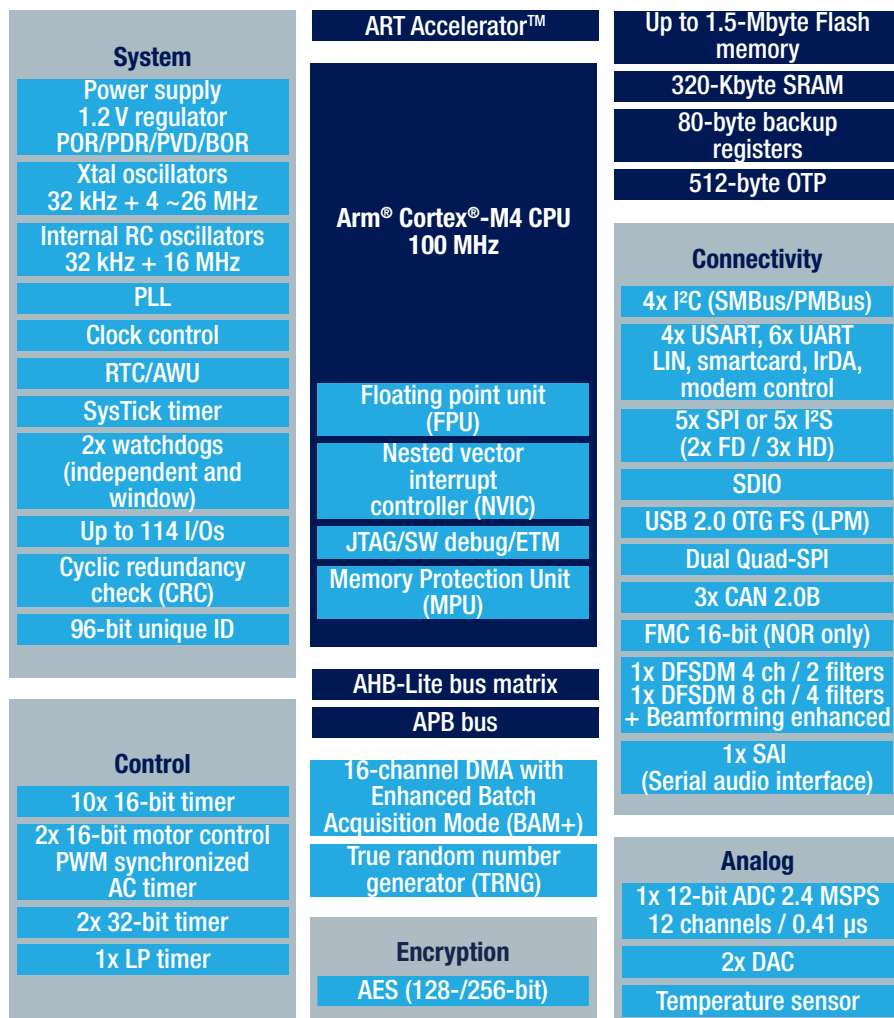 System
Power supply
1.2 V regulator
POR/PDR/PVD/BOR
Xtal oscillators
32 kHz + 4 ~26 MHz
Internal RC oscillators
32 kHz + 16 MHz
PLL
Clock control
RTC/AWU
SysTick timer
2x watchdogs
(independent and
window)
Up to 114 I/Os
Cyclic redundancy
check (CRC)
96-bit unique ID
Control
10x 16-bit timer
2x 16-bit motor control
PWM synchronized
AC timer
2x 32-bit timer
1x LP timer
ART Accelerator™
Arm® Cortex®-M4 CPU
100 MHz
Floating point unit
(FPU)
Nested vector
interrupt
controller (NVIC)
JTAG/SW debug/ETM
Memory Protection Unit
(MPU)
AHB-Lite bus matrix
APB bus
16-channel DMA with
Enhanced Batch
Acquisition Mode (BAM+)
True random number
generator (TRNG)
Encryption
AES (128-/256-bit)
Up to 1.5-Mbyte Flash
memory
320-Kbyte SRAM
80-byte backup
registers
512-byte OTP
Connectivity
4x I²C (SMBus/PMBus)
4x USART, 6x UART
LIN, smartcard, IrDA,
modem control
5x SPI or 5x I²S
(2x FD / 3x HD)
SDIO
USB 2.0 OTG FS (LPM)
Dual Quad-SPI
3x CAN 2.0B
FMC 16-bit (NOR only)
1x DFSDM 4 ch / 2 filters
1x DFSDM 8 ch / 4 filters
+ Beamforming enhanced
1x SAI
(Serial audio interface)
Analog
1x 12-bit ADC 2.4 MSPS
12 channels / 0.41 µs
2x DAC
Temperature sensor